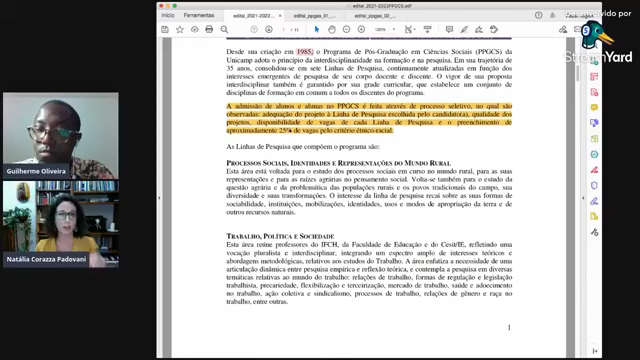 edital_2021-2022PPGCS.pdf
Início
Ferramentas
edital_2021-2022...
edital_ppges_01_...
edital_ppges_02_...
StreamYard
Desde sua criação em 1985, o Programa de Pós-Graduação em Ciências Sociais (PPGCS) da
Unicamp adota o princípio da interdisciplinaridade na formação e na pesquisa. Em sua trajetória de
35 anos, consolidou-se em seis Linhas de Pesquisa, continuamente atualizadas em função dos
interesses emergentes de pesquisa de seu corpo docente e discente. O vigor de sua proposta
interdisciplinar também é garantido por sua grade curricular, que estabelece um conjunto de
disciplinas de formação em comum a todos os discentes do programa.
A admissão de alunos e alunas no PPGCS é feita através de processo seletivo, no qual são
observadas: adequação do projeto à Linha de Pesquisa escolhida pelo candidato(a), qualidade dos
projetos, disponibilidade de vagas de cada Linha de Pesquisa e o preenchimento de
aproximadamente 25% de vagas pelo critério étnico-racial.
As Linhas de Pesquisa que compõem o programa são:
PROCESSOS SOCIAIS, IDENTIDADES E REPRESENTAÇÕES DO MUNDO RURAL
Esta área está voltada para o estudo dos processos sociais em curso no mundo rural, para as suas
representações e para as raízes agrárias no pensamento social. Volta-se também para o estudo da
questão agrária e da problemática das populações rurais e os povos tradicionais do campo, sua
diversidade e suas transformações. O interesse da linha de pesquisa recai sobre as suas formas de
sociabilidade, instituições, mobilizações, identidades, usos e modos de apropriação da terra e de
outros recursos naturais.
TRABALHO, POLÍTICA E SOCIEDADE
Esta área reúne professores do IFCH, da Faculdade de Educação e do Cesit/IE, refletindo uma
vocação pluralista e interdisciplinar, integrando um espectro amplo de interesses teóricos e
abordagens metodológicas, relativos aos estudos do Trabalho. A área enfatiza a necessidade de uma
articulação dinâmica entre pesquisa empírica e reflexão teórica, e contempla a pesquisa em diversas
temáticas relativas ao mundo do trabalho: relações de trabalho, formas de regulação e legislação
trabalhista, precariedade, flexibilização e terceirização, mercado de trabalho, saúde e adoecimento
no trabalho, ação coletiva e sindicalismo, processos de trabalho, relações de gênero e raça no
trabalho, entre outras.
1
Guilherme Oliveira
Natália Corazza Padovani